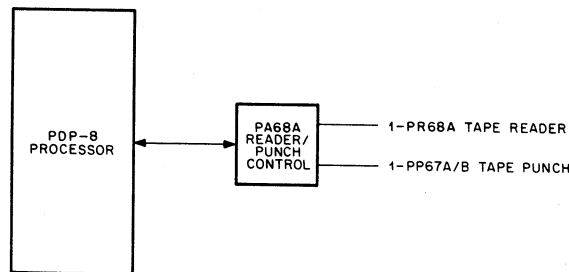 PDP-8
PROCESSOR
PA68A
READER/
PUNCH
CONTROL
1-PR68A TAPE READER
1-PP67A/B TAPE PUNCH